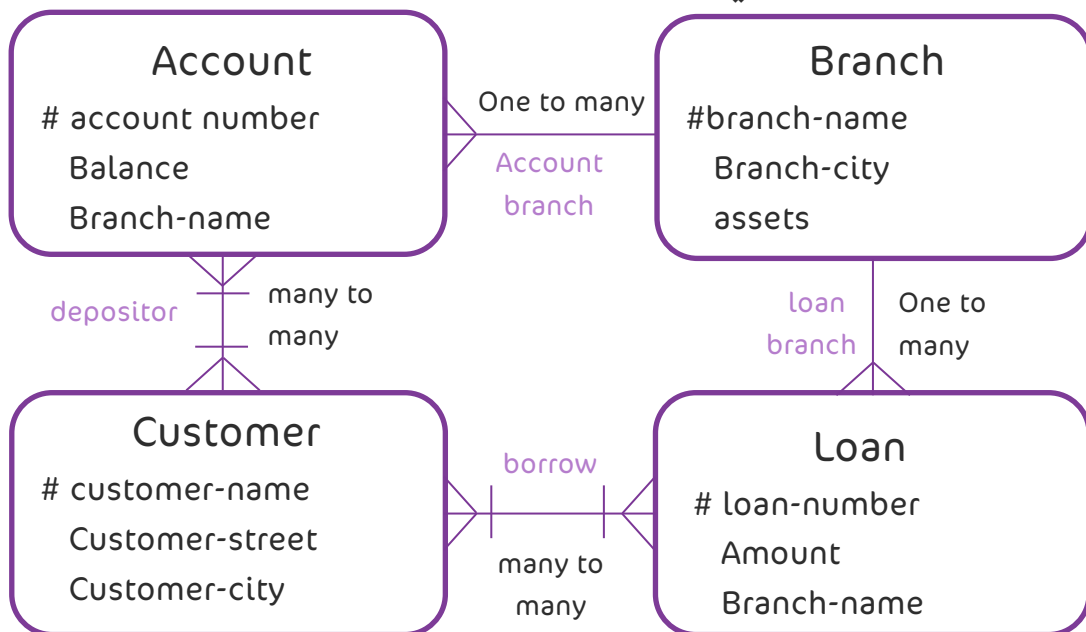 Account
# account number
Balance
Branch-name
One to many
Account
branch
Branch
#branch-name
Branch-city
assets
depositor
many to
many
loan
branch
One to
many
Customer
# customer-name
Customer-street
Customer-city
borrow
many to
many
Loan
# loan-number
Amount
Branch-name